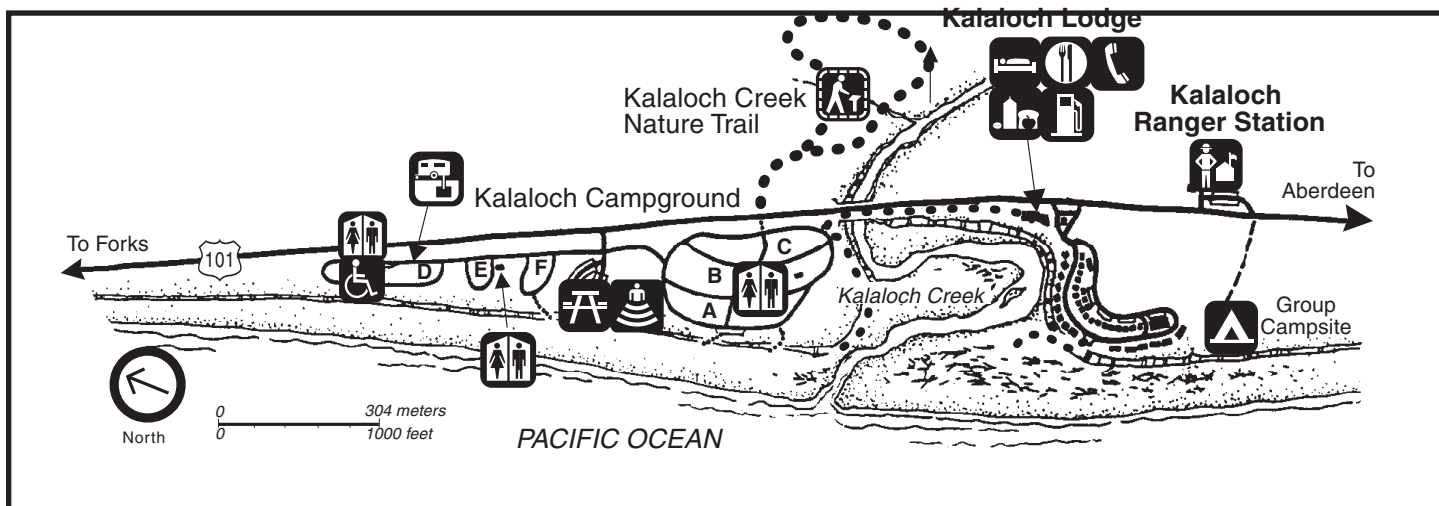 Kalaloch Lodge
Kalaloch Creek
Nature Trail
Kalaloch
Ranger Station
To
Aberdeen
Kalaloch Campground
To Forks
101
D
E
F
C
B
A
Kalaloch Creek
Group
Campsite
North
0
304 meters
0
1000 feet
PACIFIC OCEAN